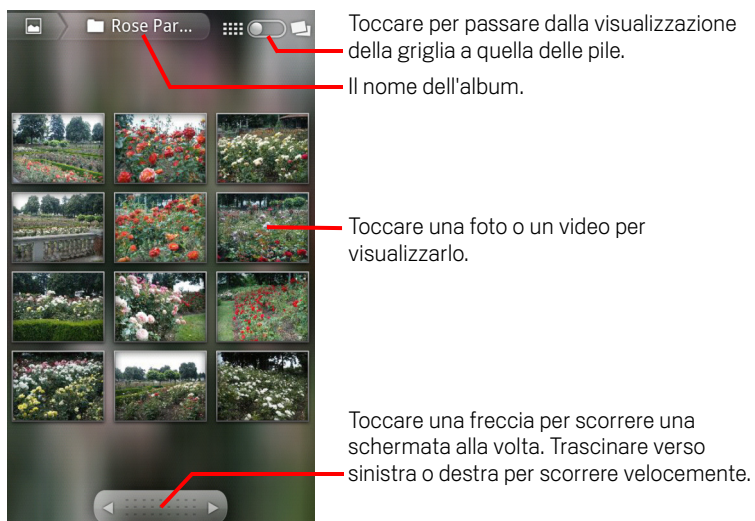 Rose Par...
Toccare per passare dalla visualizzazione
della griglia a quella delle pile.
Il nome dell'album.
Toccare una foto o un video per
visualizzarlo.
Toccare una freccia per scorrere una
schermata alla volta. Trascinare verso
sinistra o destra per scorrere velocemente.